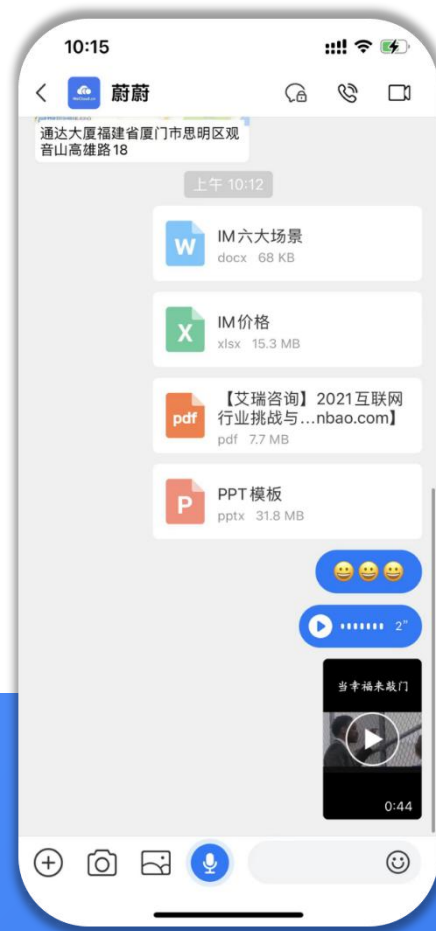 10:15
蔚蔚
通达大厦福建省厦门市思明区观
音山高雄路18
上午 10:12
W
IM六大场景
docx 68 KB
X
IM价格
xlsx 15.3 MB
pdf
【艾瑞咨询】2021互联网
行业挑战与...nbao.com】
pdf 7.7 MB
P
PPT模板
pptx 31.8 MB
2"
当幸福来敲门
0:44